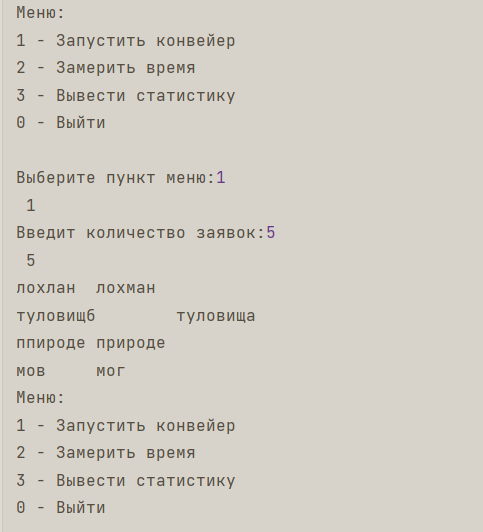 Меню:
1 - Запустить конвейер
2 - Замерить время
3 - Вывести статистику
0 - Выйти
Выберите пункт меню:1
1
Введит количество заявок:5
5
лохлан лохман
туловищб туловища
ппироде природе
мов мог
Меню:
1 - Запустить конвейер
2 - Замерить время
3 - Вывести статистику
0 - Выйти